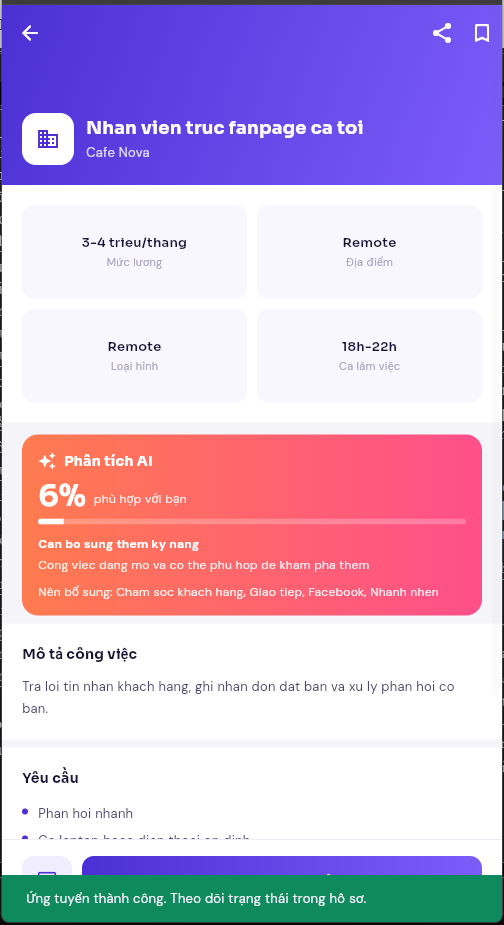 Nhan vien truc fanpage ca toi
Cafe Nova
3-4 trieu/thang
Mức lương
Remote
Địa điểm
Remote
Loại hình
18h-22h
Ca làm việc
Phân tích AI
6% phù hợp với bạn
Can bo sung them ky nang
Cong viec dang mo va co the phu hop de kham pha them
Nên bổ sung: Cham soc khach hang, Giao tiep, Facebook, Nhanh nhen
Mô tả công việc
Tra loi tin nhan khach hang, ghi nhan don dat ban va xu ly phan hoi co
ban.
Yêu cầu
Phan hoi nhanh
Ứng tuyển thành công. Theo dõi trạng thái trong hồ sơ.